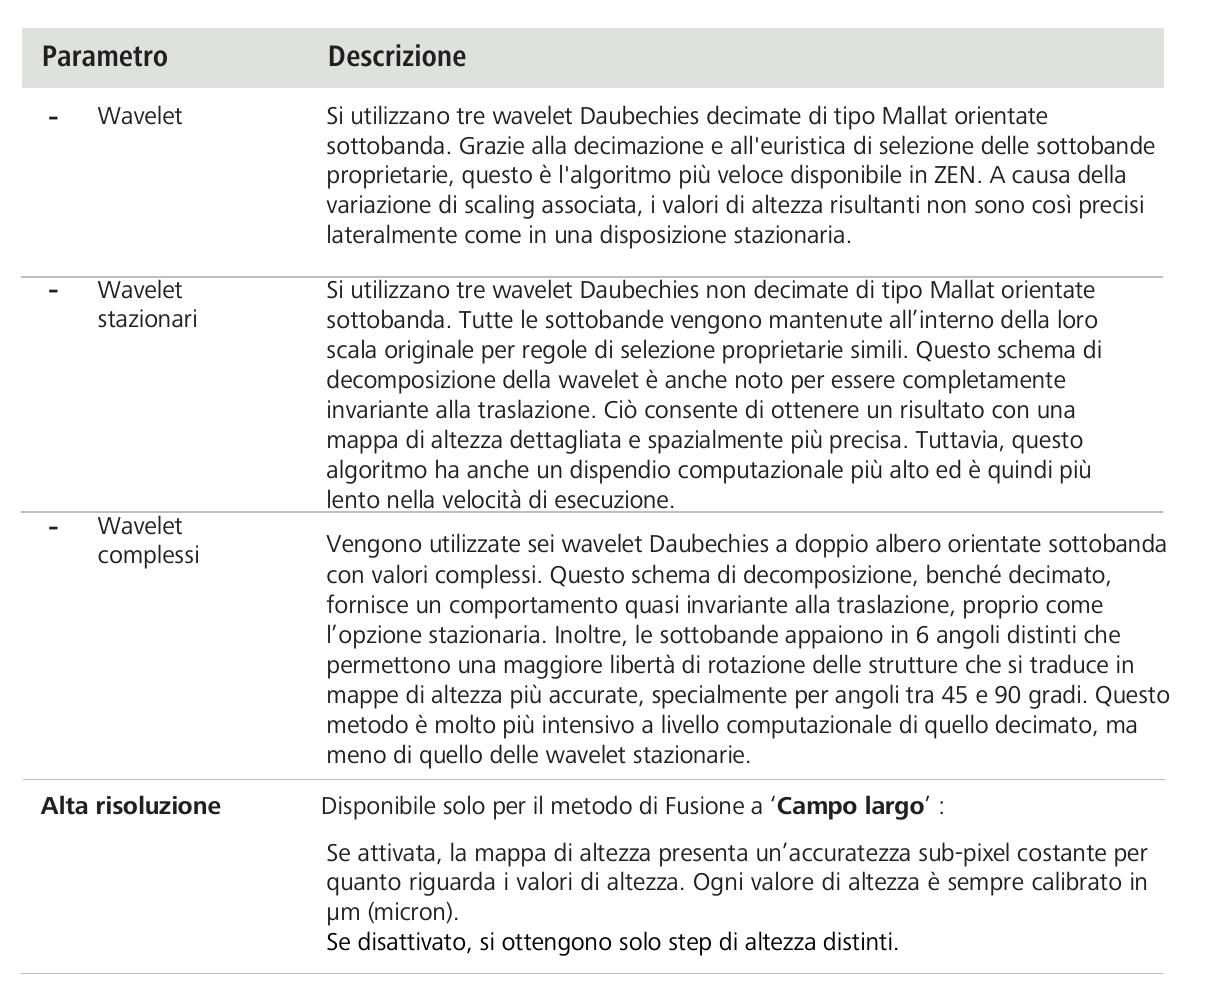 Parametro Descrizione
- Wavelet Si utilizzano tre wavelet Daubechies decimate di tipo Mallat orientate
sottobanda. Grazie alla decimazione e all'euristica di selezione delle sottobande
proprietarie, questo è l'algoritmo più veloce disponibile in ZEN. A causa della
variazione di scaling associata, i valori di altezza risultanti non sono così precisi
lateralmente come in una disposizione stazionaria.
- Wavelet Si utilizzano tre wavelet Daubechies non decimate di tipo Mallat orientate
stazionari sottobanda. Tutte le sottobande vengono mantenute all’interno della loro
scala originale per regole di selezione proprietarie simili. Questo schema di
decomposizione della wavelet è anche noto per essere completamente
invariante alla traslazione. Ciò consente di ottenere un risultato con una
mappa di altezza dettagliata e spazialmente più precisa. Tuttavia, questo
algoritmo ha anche un dispendio computazionale più alto ed è quindi più
lento nella velocità di esecuzione.
- Wavelet
complessi
Vengono utilizzate sei wavelet Daubechies a doppio albero orientate sottobanda
con valori complessi. Questo schema di decomposizione, benché decimato,
fornisce un comportamento quasi invariante alla traslazione, proprio come
l’opzione stazionaria. Inoltre, le sottobande appaiono in 6 angoli distinti che
permettono una maggiore libertà di rotazione delle strutture che si traduce in
mappe di altezza più accurate, specialmente per angoli tra 45 e 90 gradi. Questo
metodo è molto più intensivo a livello computazionale di quello decimato, ma
meno di quello delle wavelet stazionarie.
Alta risoluzione Disponibile solo per il metodo di Fusione a ‘Campo largo’ :
Se attivata, la mappa di altezza presenta un’accuratezza sub-pixel costante per
quanto riguarda i valori di altezza. Ogni valore di altezza è sempre calibrato in
µm (micron).
Se disattivato, si ottengono solo step di altezza distinti.